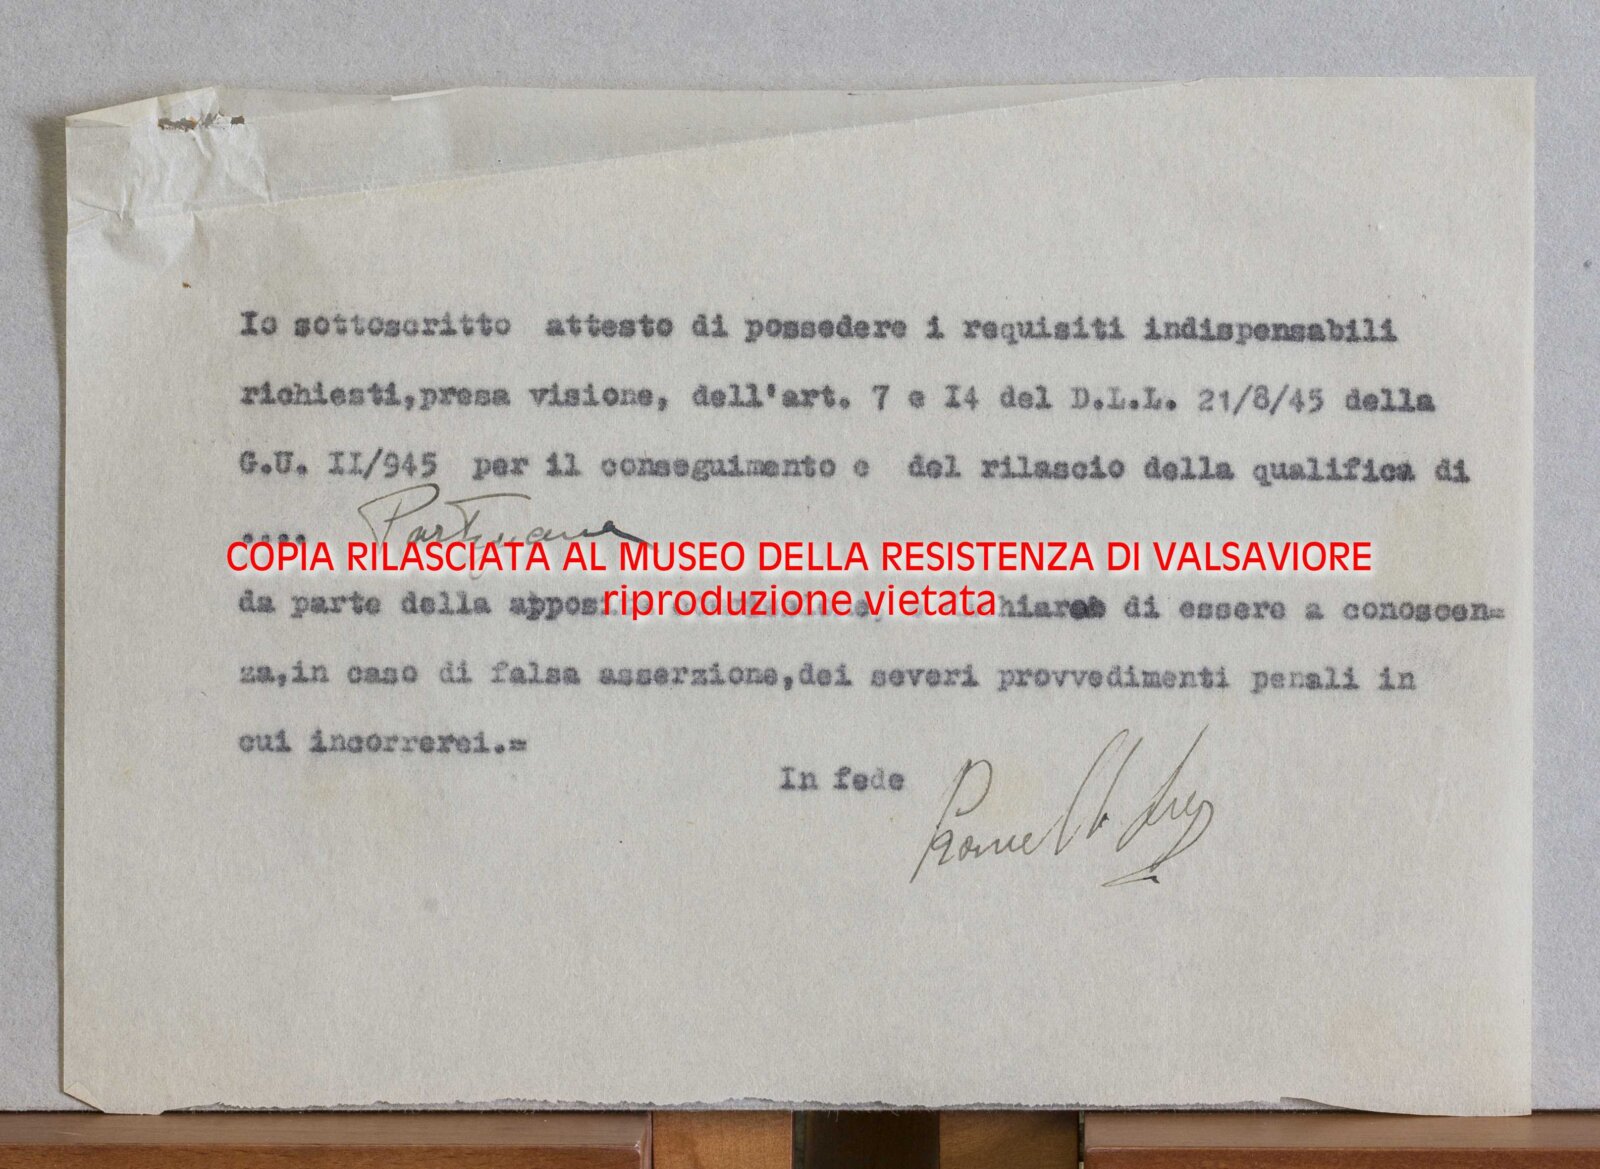 Io sottoscritto attesto di possedere i requisiti indispensabili
richiesti,presa visione, dell'art. 7 e I4 del D.L.L. 21/8/45 della
G.U. II/945 per il conseguimento e del rilascio della qualifica di
.... Partigiano
COPIA RILASCIATA AL MUSEO DELLA RESISTENZA DI VALSAVIORE
riproduzione vietata
da parte della di essere a conoscen=
za,in caso di falsa asserzione,dei severi provvedimenti penali in
cui incorrerei.=
In fede